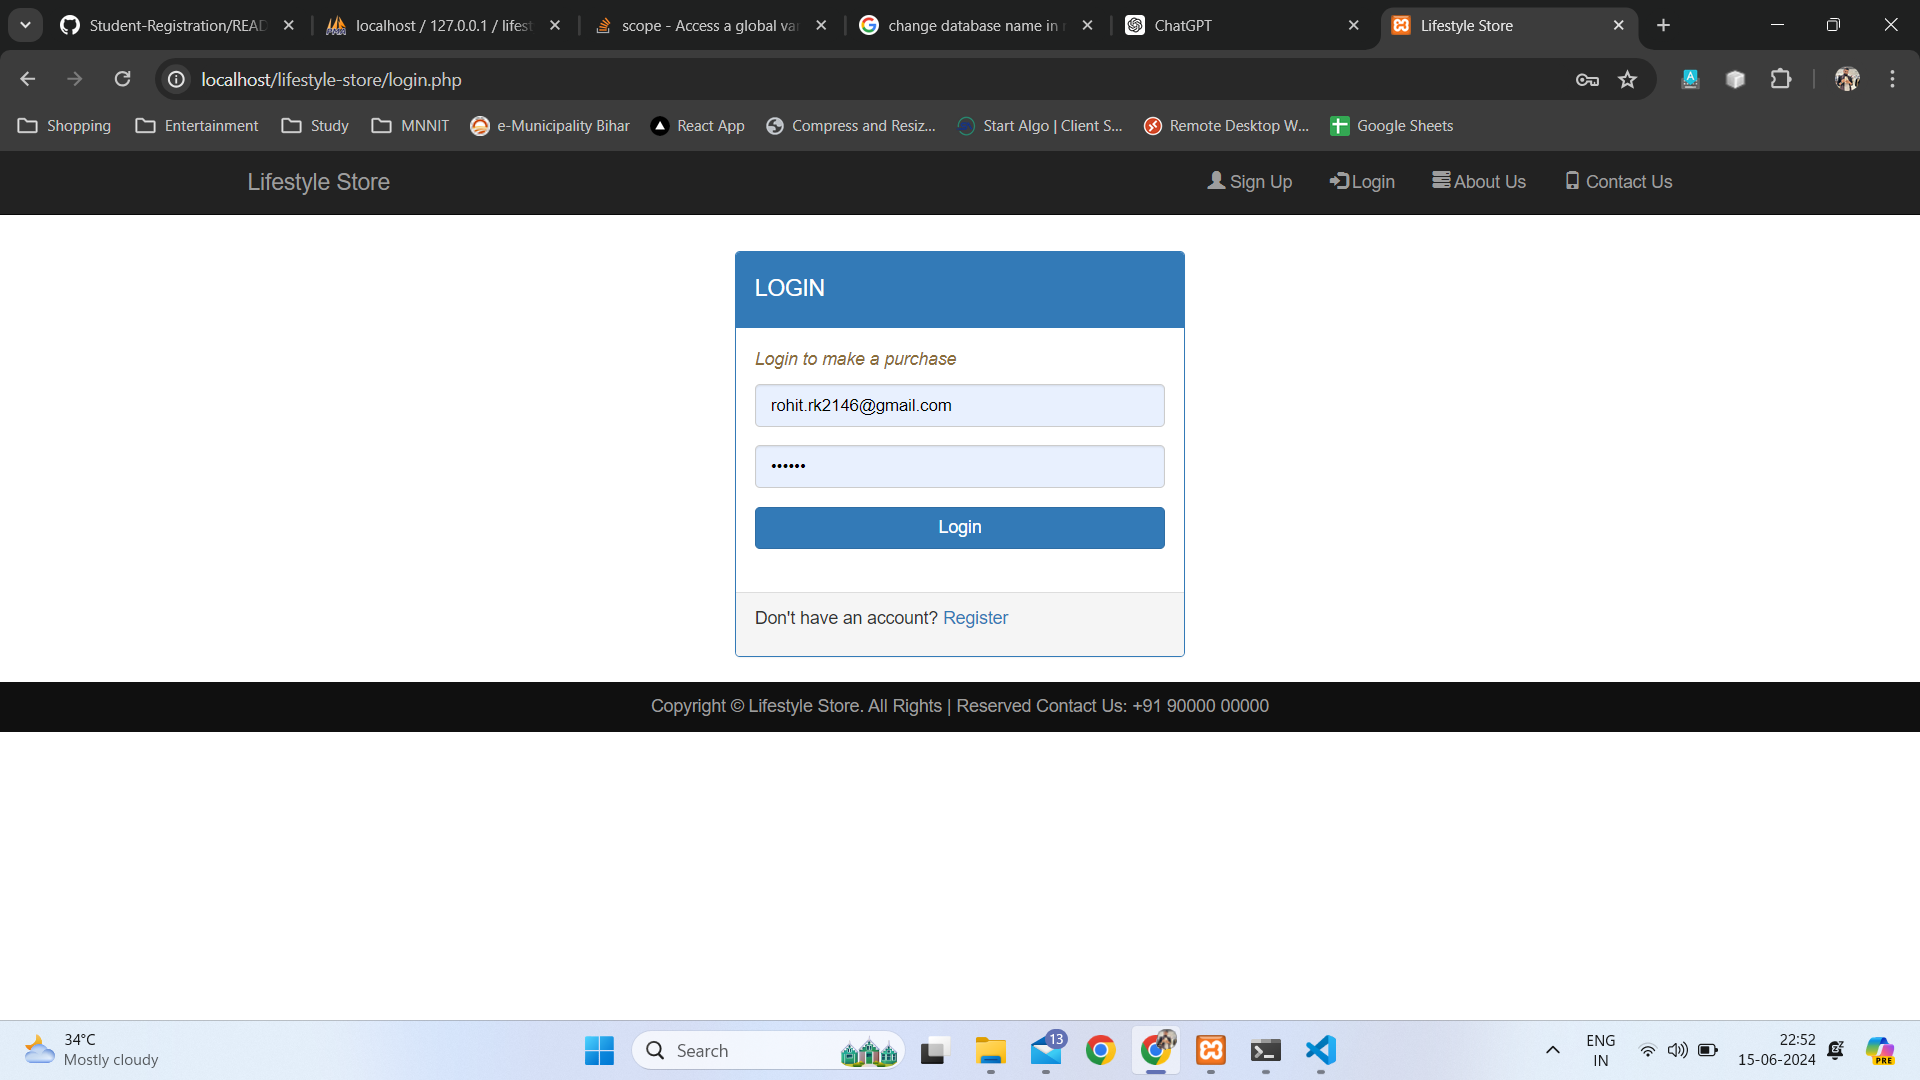 Student-Registration/READ
localhost / 127.0.0.1 / lifest
scope - Access a global va
change database name in
ChatGPT
Lifestyle Store
localhost/lifestyle-store/login.php
Shopping
Entertainment
Study
MNNIT
e-Municipality Bihar
React App
Compress and Resiz...
Start Algo | Client S...
Remote Desktop W...
Google Sheets
Lifestyle Store
Sign Up
Login
About Us
Contact Us
LOGIN
Login to make a purchase
rohit.rk2146@gmail.com
••••••
Login
Don't have an account? Register
Copyright © Lifestyle Store. All Rights | Reserved Contact Us: +91 90000 00000
34°C
Mostly cloudy
Search
13
ENG
IN
22:52
15-06-2024
PRE